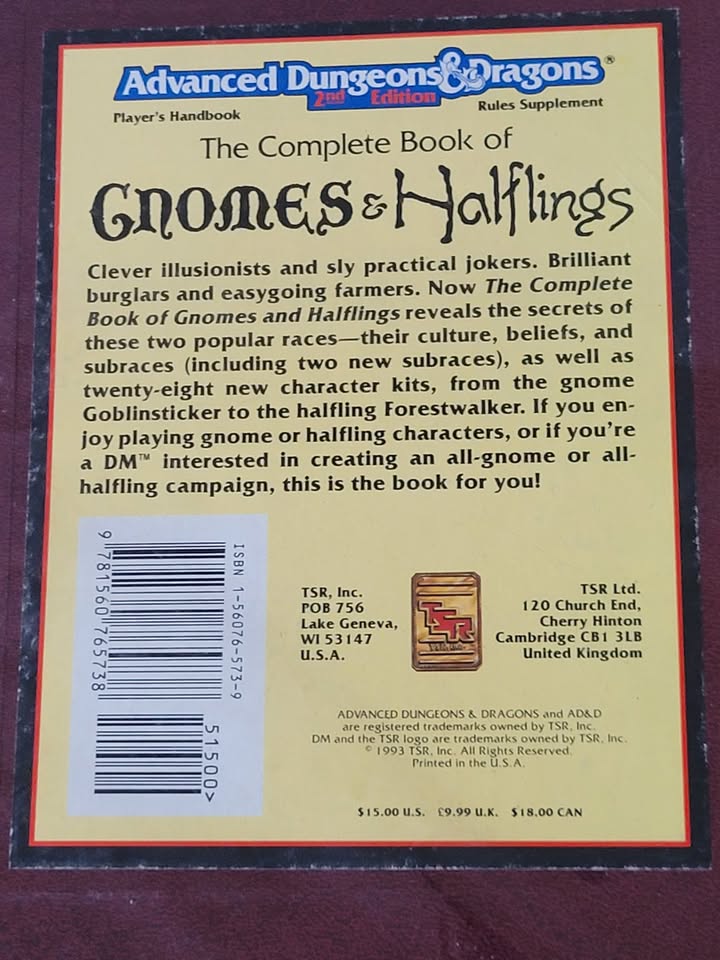 Advanced Dungeons & Dragons®
2nd Edition
Player's Handbook
Rules Supplement
The Complete Book of
GNOMES & Halflings
Clever illusionists and sly practical jokers. Brilliant
burglars and easygoing farmers. Now The Complete
Book of Gnomes and Halflings reveals the secrets of
these two popular races—their culture, beliefs, and
subraces (including two new subraces), as well as
twenty-eight new character kits, from the gnome
Goblinsticker to the halfling Forestwalker. If you en-
joy playing gnome or halfling characters, or if you're
a DM™ interested in creating an all-gnome or all-
halfling campaign, this is the book for you!
ISBN 1-56076-573-9
9 781560 765738
51500>
TSR, Inc.
POB 756
Lake Geneva,
WI 53147
U.S.A.
TSR
TSR Ltd.
120 Church End,
Cherry Hinton
Cambridge CB1 3LB
United Kingdom
ADVANCED DUNGEONS & DRAGONS and AD&D
are registered trademarks owned by TSR, Inc.
DM and the TSR logo are trademarks owned by TSR, Inc.
© 1993 TSR, Inc. All Rights Reserved.
Printed in the U.S.A.
$15.00 U.S. £9.99 U.K. $18.00 CAN